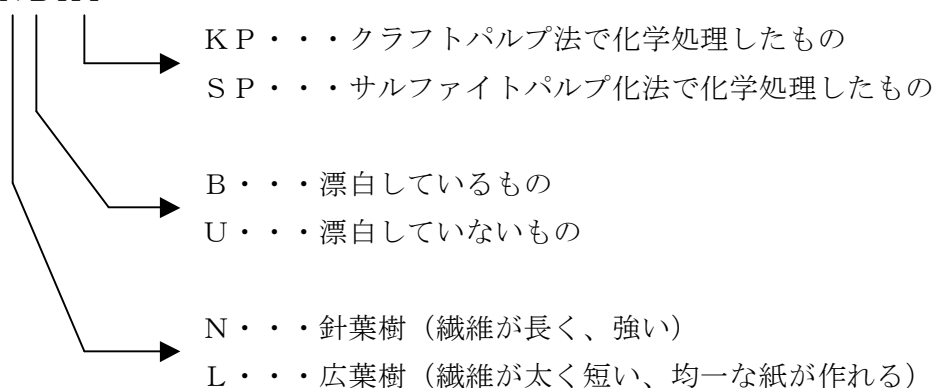 ＫＰ・・・クラフトパルプ法で化学処理したもの
ＳＰ・・・サルファイトパルプ化法で化学処理したもの
Ｂ・・・漂白しているもの
Ｕ・・・漂白していないもの
Ｎ・・・針葉樹（繊維が長く、強い）
Ｌ・・・広葉樹（繊維が太く短い、均一な紙が作れる）